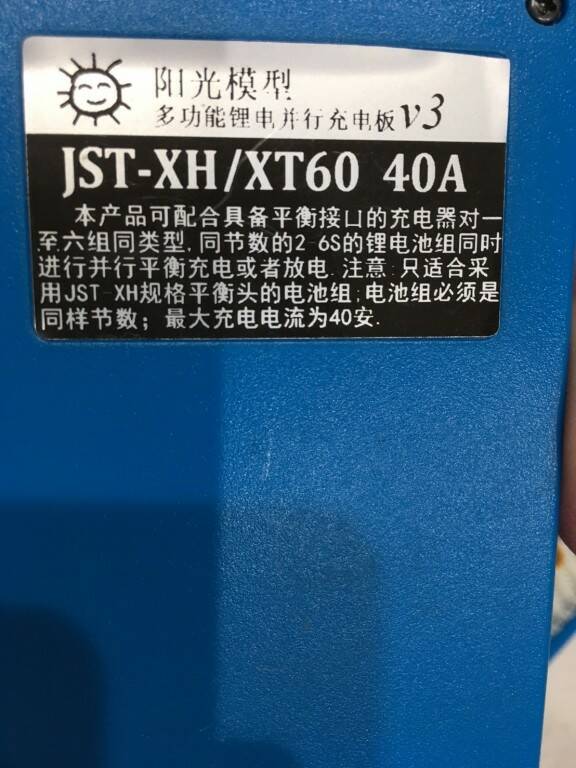 阳光模型
多功能锂电并行充电板 v3
JST-XH/XT60 40A
本产品可配合具备平衡接口的充电器对一
至六组同类型, 同节数的2-6S的锂电池组同时
进行并行平衡充电或者放电. 注意: 只适合采
用JST-XH规格平衡头的电池组;电池组必须是
同样节数；最大充电电流为40安.